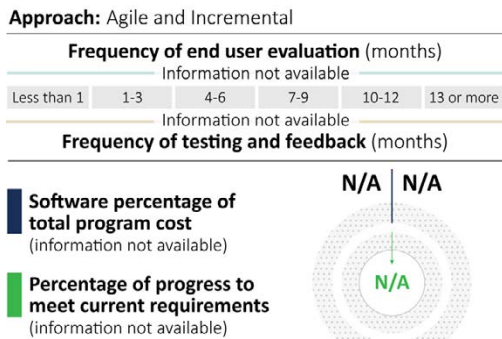 Approach: Agile and Incremental
Frequency of end user evaluation (months)
Information not available
Less than 1 1-3 4-6 7-9 10-12 13 or more
Information not available
Frequency of testing and feedback (months)
Software percentage of
total program cost
(information not available)
Percentage of progress to
meet current requirements
(information not available)
N/A N/A
N/A